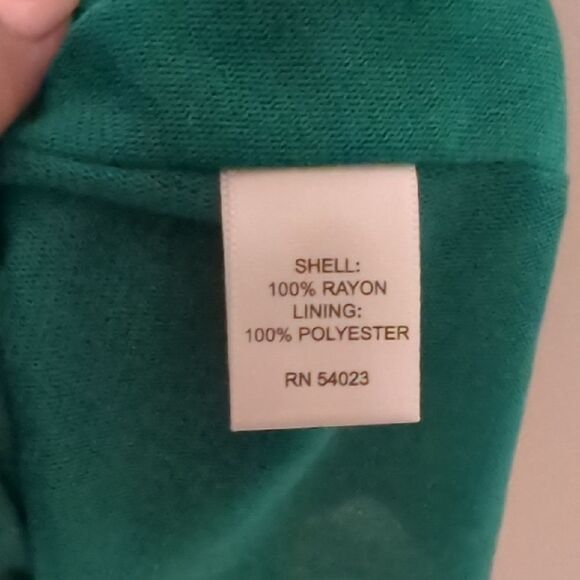 SHELL:
100% RAYON
LINING:
100% POLYESTER
RN 54023